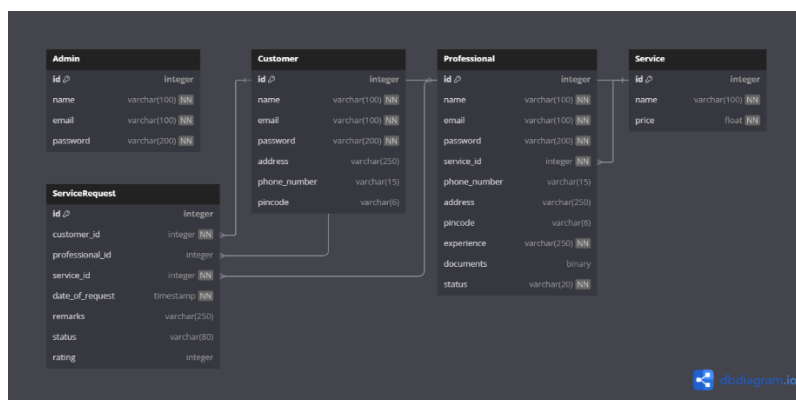 Admin
id integer
name varchar(100) NN
email varchar(100) NN
password varchar(200) NN
Customer
id integer
name varchar(100) NN
email varchar(100) NN
password varchar(200) NN
address varchar(250)
phone_number varchar(15)
pincode varchar(6)
Professional
id integer
name varchar(100) NN
email varchar(100) NN
password varchar(200) NN
service_id integer NN
phone_number varchar(15)
address varchar(250)
pincode varchar(6)
experience varchar(250) NN
documents binary
status varchar(20) NN
Service
id integer
name varchar(100) NN
price float NN
ServiceRequest
id integer
customer_id integer NN
professional_id integer
service_id integer NN
date_of_request timestamp NN
remarks varchar(250)
status varchar(80)
rating integer
dbdiagram.io